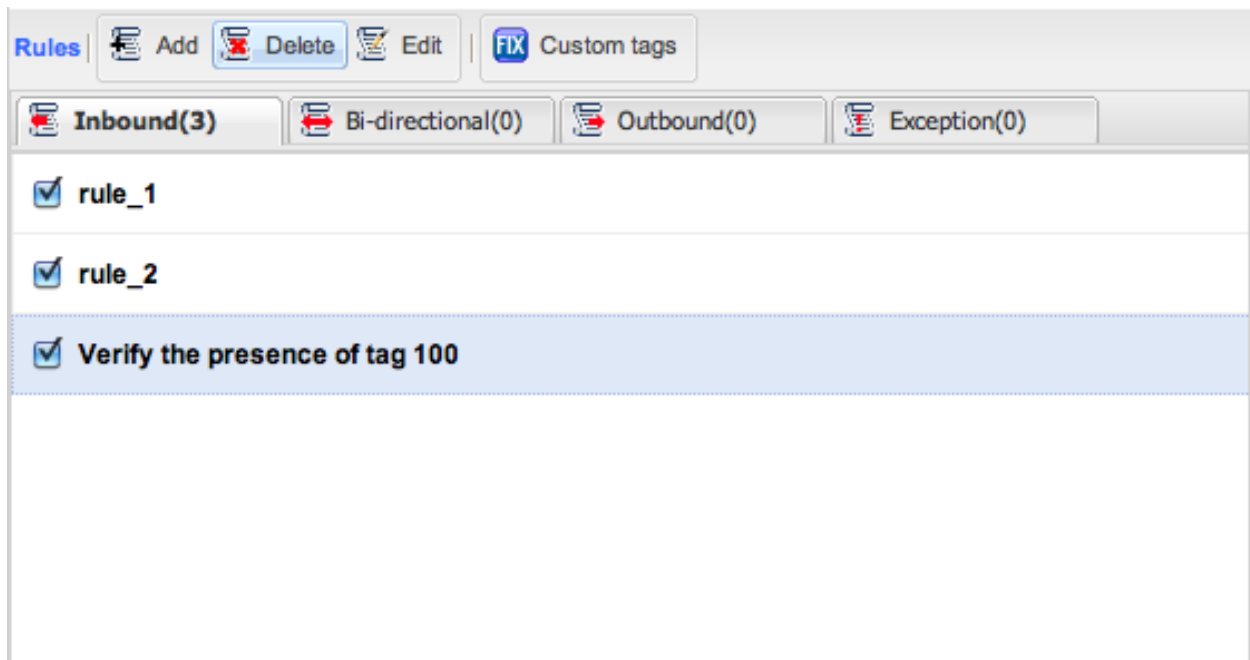 Rules Add Delete Edit FIX Custom tags
Inbound(3) Bi-directional(0) Outbound(0) Exception(0)
rule_1
rule_2
Verify the presence of tag 100